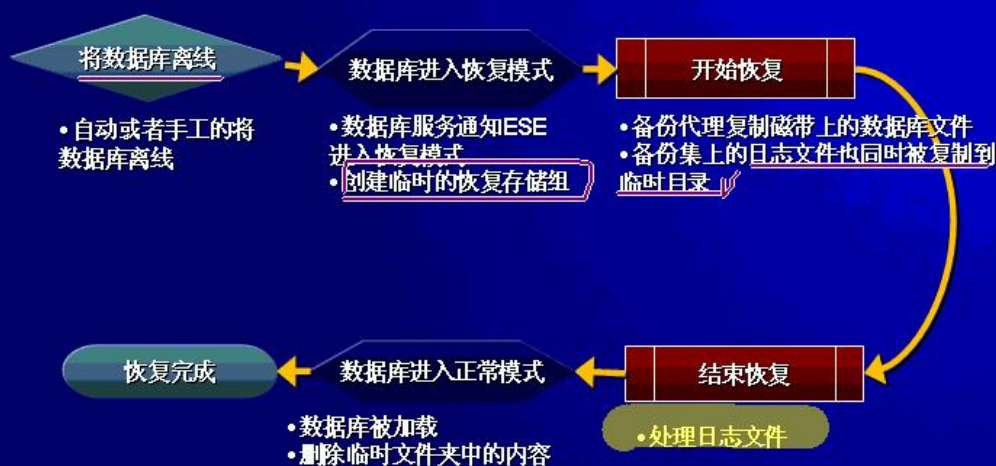 将数据库离线
数据库进入恢复模式
开始恢复
•自动或者手工的将
数据库离线
•数据库服务通知ESE
进入恢复模式
•创建临时的恢复存储组
•备份代理复制磁带上的数据库文件
•备份集上的日志文件也同时被复制到
临时目录
恢复完成
数据库进入正常模式
结束恢复
•数据库被加载
•删除临时文件夹中的内容
•处理日志文件